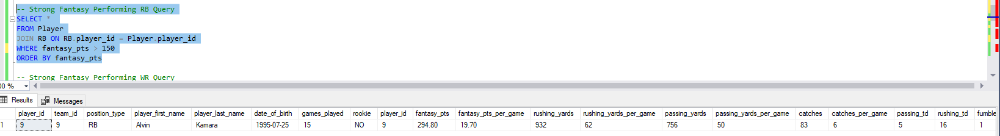 -- Strong Fantasy Performing RB Query
SELECT *
FROM Player
JOIN RB ON RB.player_id = Player.player_id
WHERE fantasy_pts > 150
ORDER BY fantasy_pts
-- Strong Fantasy Performing WR Query
00 %
Results Messages
player_id team_id position_type player_first_name player_last_name date_of_birth games_played rookie player_id fantasy_pts fantasy_pts_per_game rushing_yards rushing_yards_per_game passing_yards passing_yards_per_game catches catches_per_game passing_td rushing_td fumble
1 9 9 RB Alvin Kamara 1995-07-25 15 NO 9 294.80 19.70 932 62 756 50 83 6 5 16 1